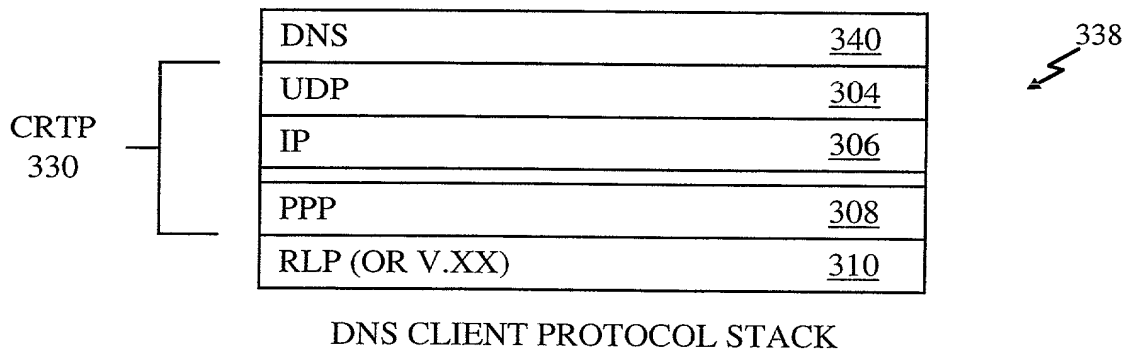 DNS 340
338
UDP 304
CRTP
330
IP 306
PPP 308
RLP (OR V.XX) 310
DNS CLIENT PROTOCOL STACK